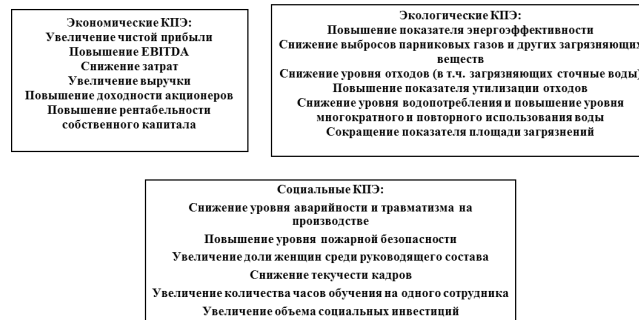 Экономические КПЭ:
Увеличение чистой прибыли
Повышение EBITDA
Снижение затрат
Увеличение выручки
Повышение доходности акционеров
Повышение рентабельности
собственного капитала
Экологические КПЭ:
Повышение показателя энергоэффективности
Снижение выбросов парниковых газов и других загрязняющих
веществ
Снижение уровня отходов (в т.ч. загрязняющих сточные воды)
Повышение показателя утилизации отходов
Снижение уровня водопотребления и повышение уровня
многократного и повторного использования воды
Сокращение показателя площади загрязнений
Социальные КПЭ:
Снижение уровня аварийности и травматизма на
производстве
Повышение уровня пожарной безопасности
Увеличение доли женщин среди руководящего состава
Снижение текучести кадров
Увеличение количества часов обучения на одного сотрудника
Увеличение объема социальных инвестиций